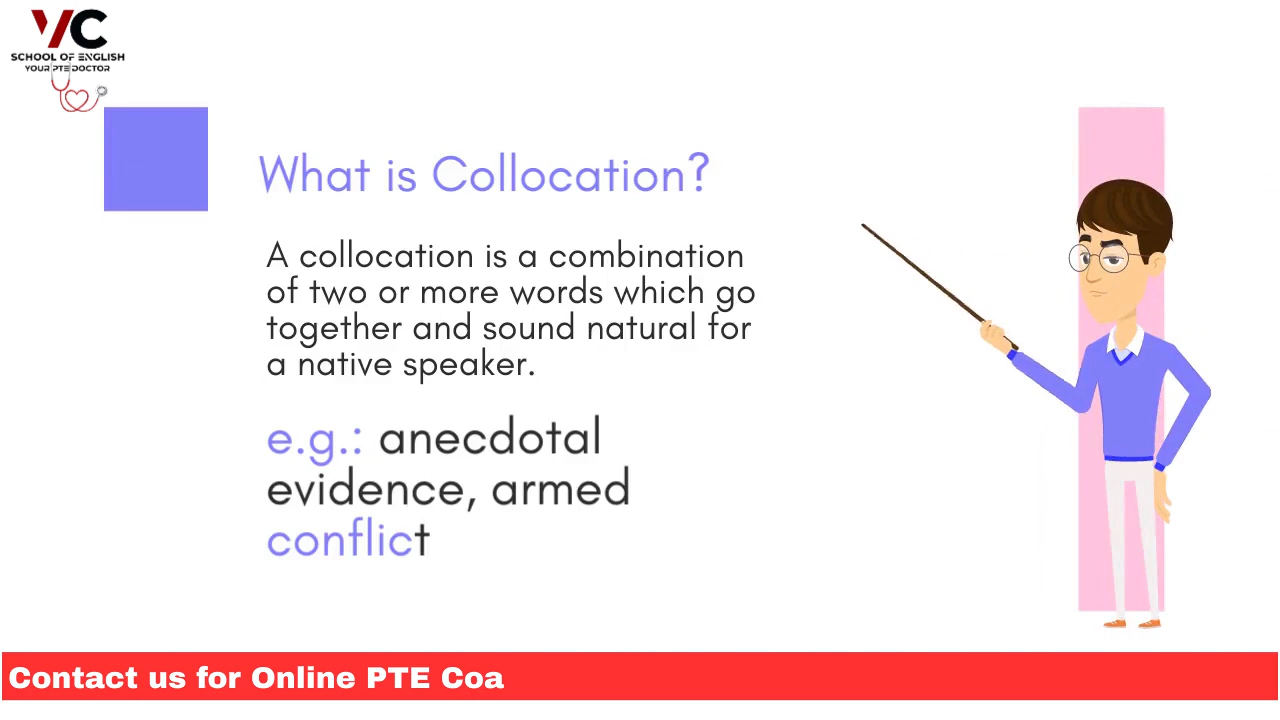 VC
SCHOOL OF ENGLISH
YOUR PTE DOCTOR
What is Collocation?
A collocation is a combination
of two or more words which go
together and sound natural for
a native speaker.
e.g.: anecdotal
evidence, armed
conflict
Contact us for Online PTE Coa